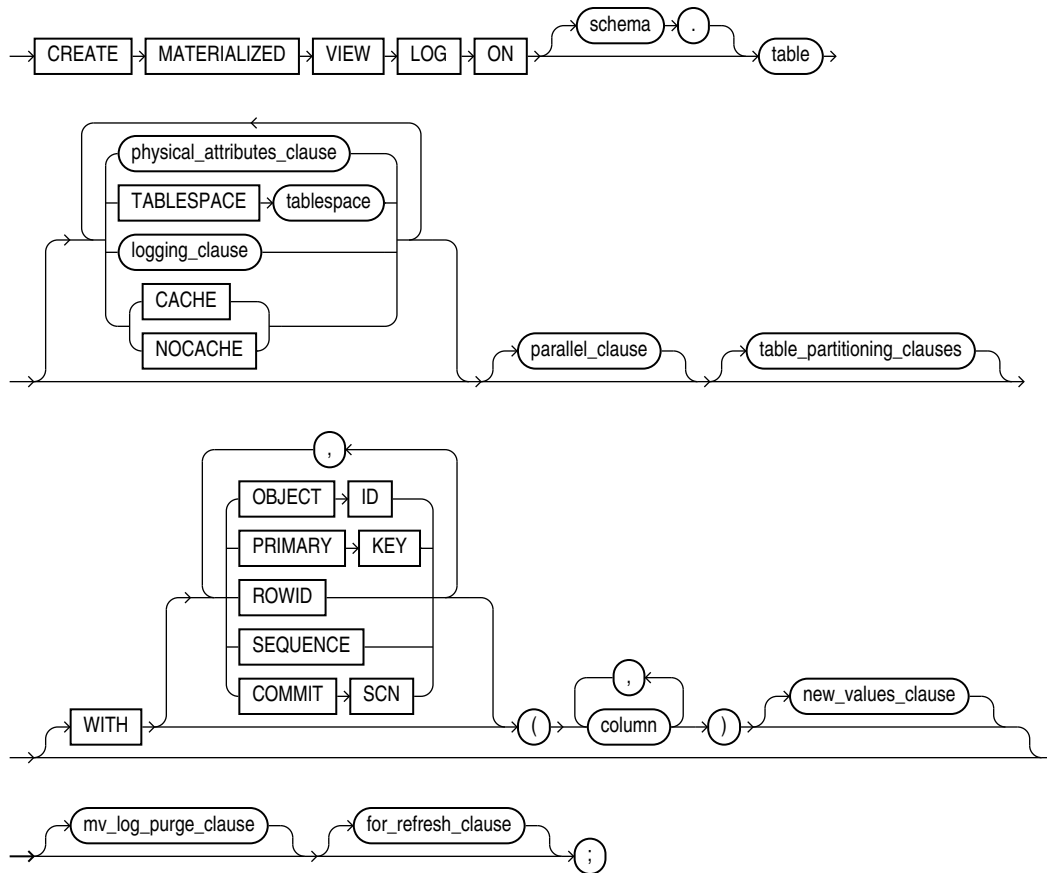 CREATE MATERIALIZED VIEW LOG ON schema . table
physical_attributes_clause
TABLESPACE tablespace
logging_clause
CACHE
NOCACHE
parallel_clause table_partitioning_clauses
,
OBJECT ID
PRIMARY KEY
ROWID
SEQUENCE
COMMIT SCN
,
WITH ( column ) new_values_clause
mv_log_purge_clause for_refresh_clause ;